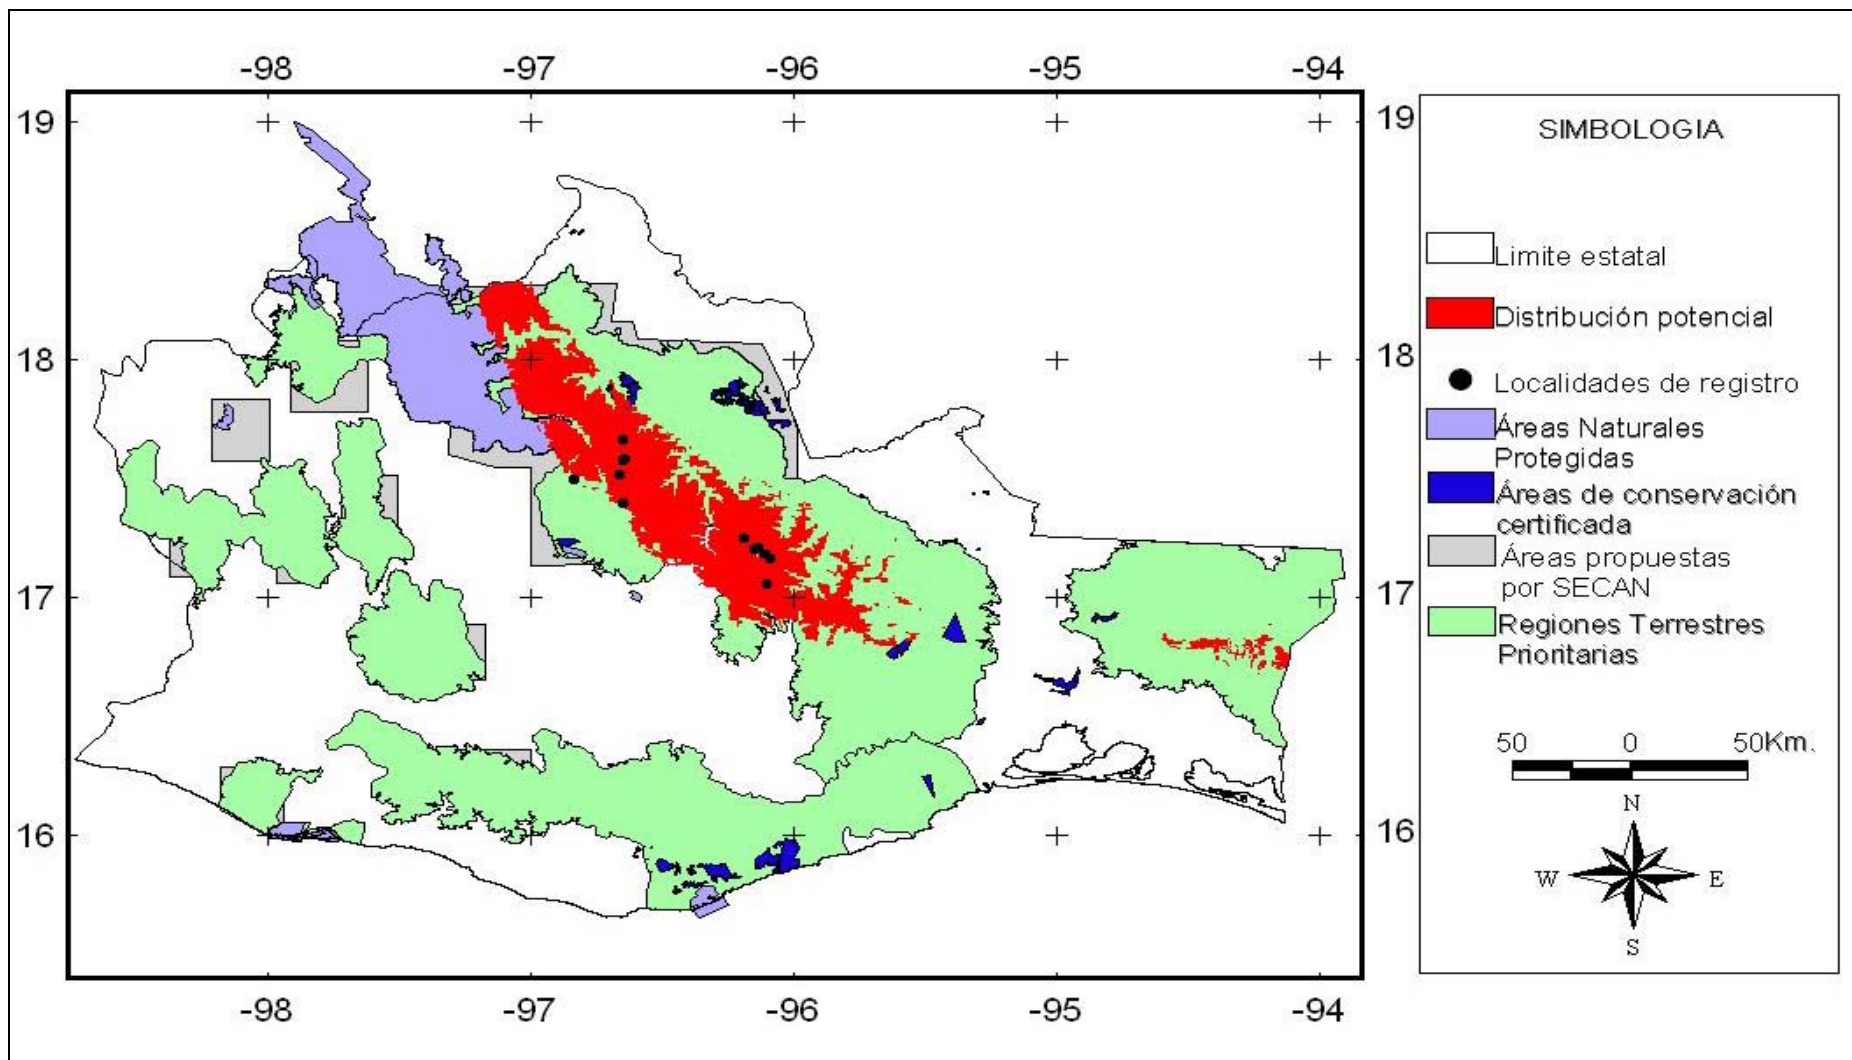 -98 -97 -96 -95 -94
19 19
18 18
17 17
16 16
-98 -97 -96 -95 -94
SIMBOLOGIA
Limite estatal
Distribución potencial
Localidades de registro
Áreas Naturales
Protegidas
Áreas de conservación
certificada
Áreas propuestas
por SECAN
Regiones Terrestres
Prioritarias
50 0 50Km.
N
W E
S